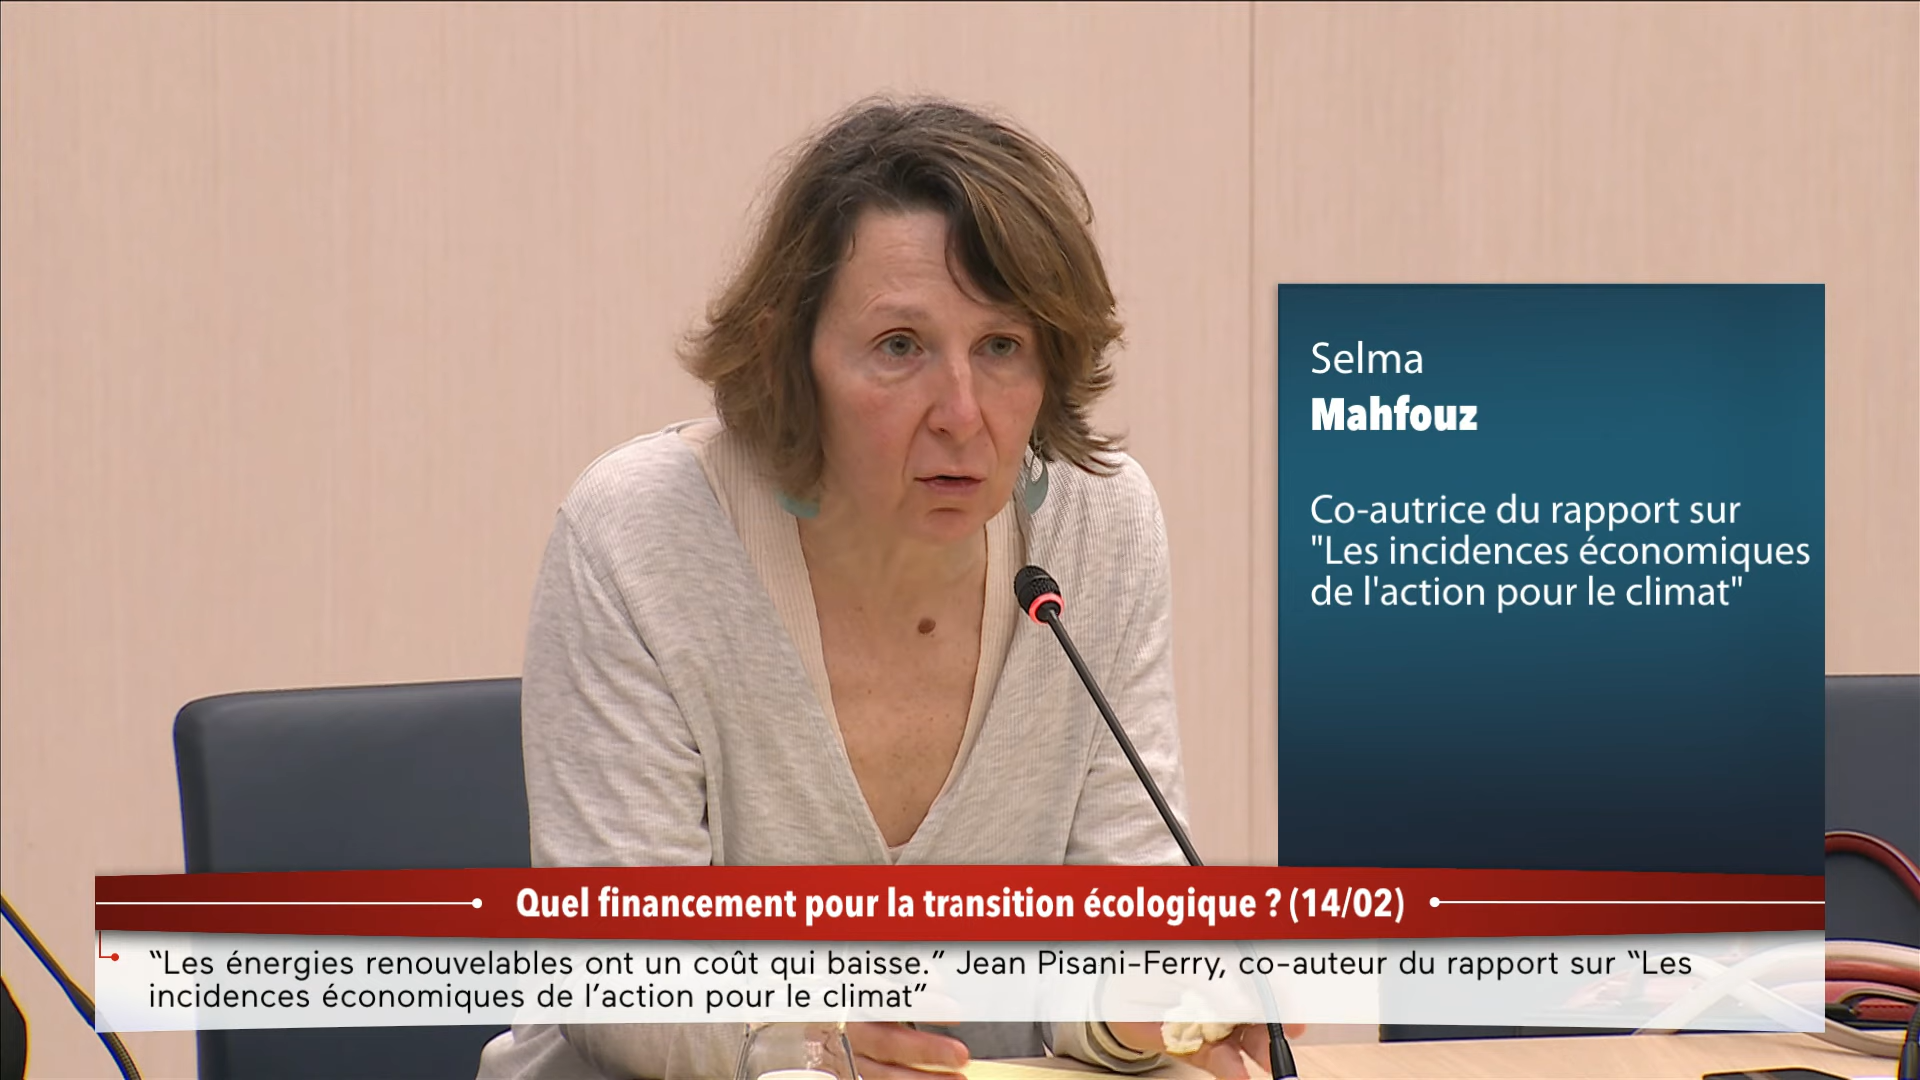 Selma
Mahfouz
Co-autrice du rapport sur
"Les incidences économiques
de l'action pour le climat"
Quel financement pour la transition écologique ? (14/02)
“Les énergies renouvelables ont un coût qui baisse.” Jean Pisani-Ferry, co-auteur du rapport sur “Les
incidences économiques de l’action pour le climat”